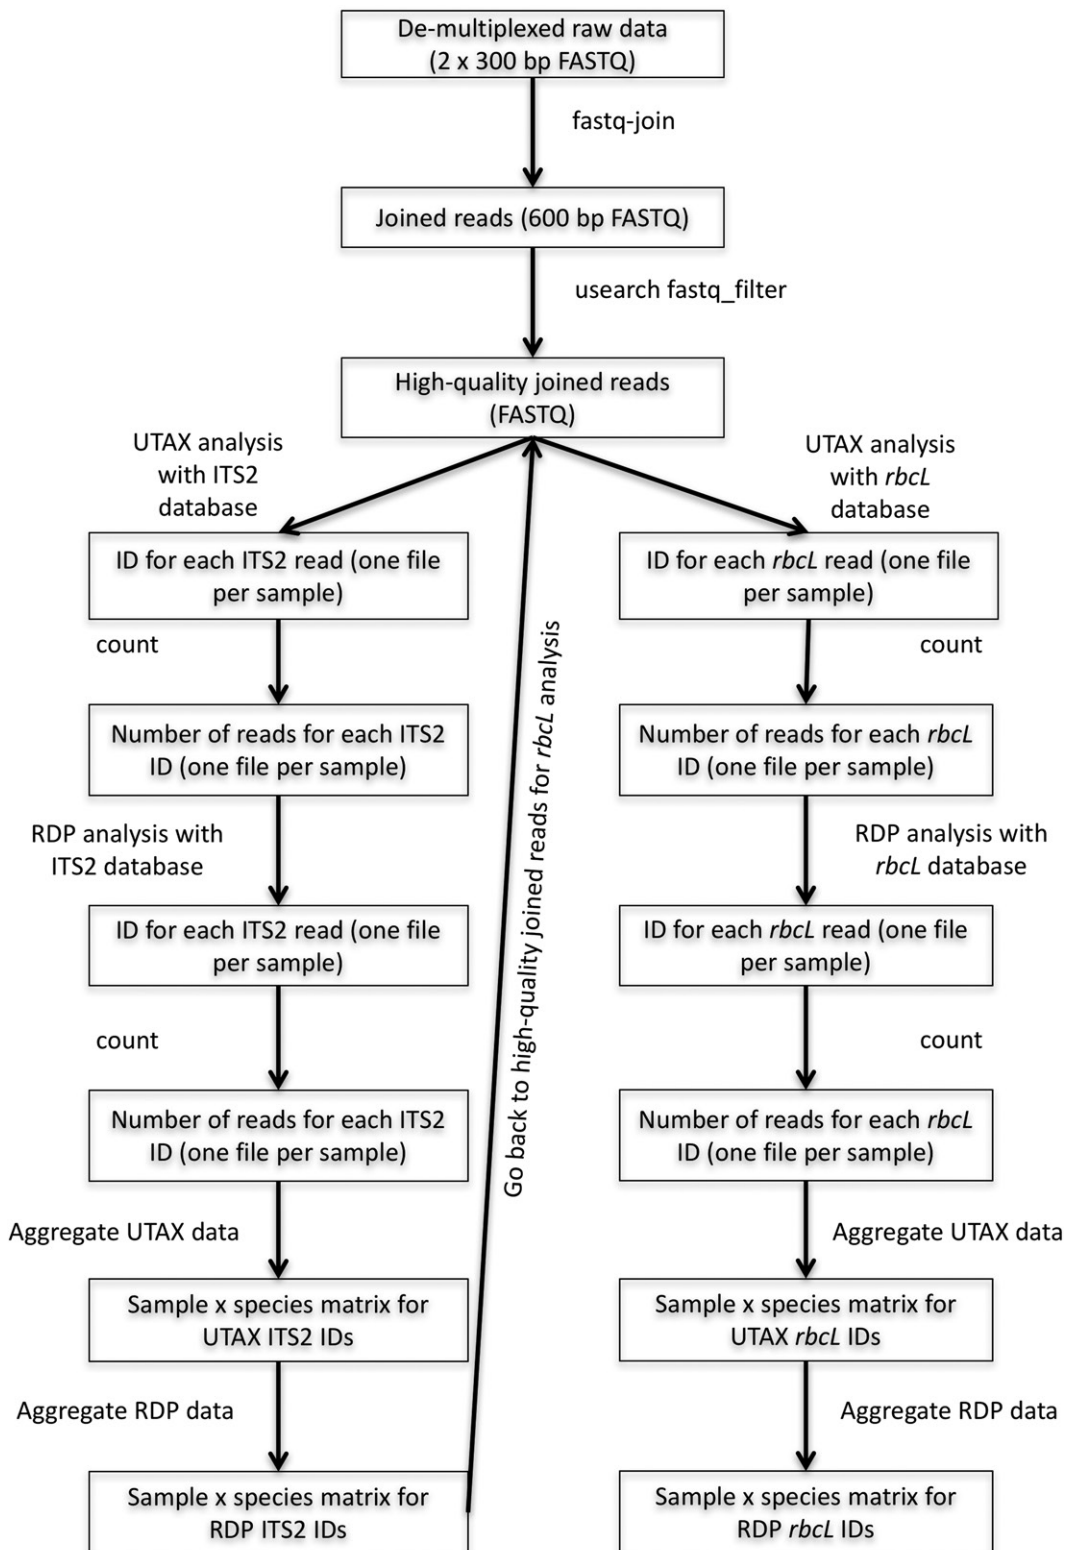 De-multiplexed raw data
(2 x 300 bp FASTQ)
fastq-join
Joined reads (600 bp FASTQ)
usearch fastq_filter
High-quality joined reads
(FASTQ)
UTAX analysis
with ITS2
database
ID for each ITS2 read (one file
per sample)
count
Number of reads for each ITS2
ID (one file per sample)
RDP analysis with
ITS2 database
ID for each ITS2 read (one file
per sample)
count
Number of reads for each ITS2
ID (one file per sample)
Aggregate UTAX data
Sample x species matrix for
UTAX ITS2 IDs
Aggregate RDP data
Sample x species matrix for
RDP ITS2 IDs
Go back to high-quality joined reads for rbcL analysis
UTAX analysis
with rbcL
database
ID for each rbcL read (one file
per sample)
count
Number of reads for each rbcL
ID (one file per sample)
RDP analysis with
rbcL database
ID for each rbcL read (one file
per sample)
count
Number of reads for each rbcL
ID (one file per sample)
Aggregate UTAX data
Sample x species matrix for
UTAX rbcL IDs
Aggregate RDP data
Sample x species matrix for
RDP rbcL IDs